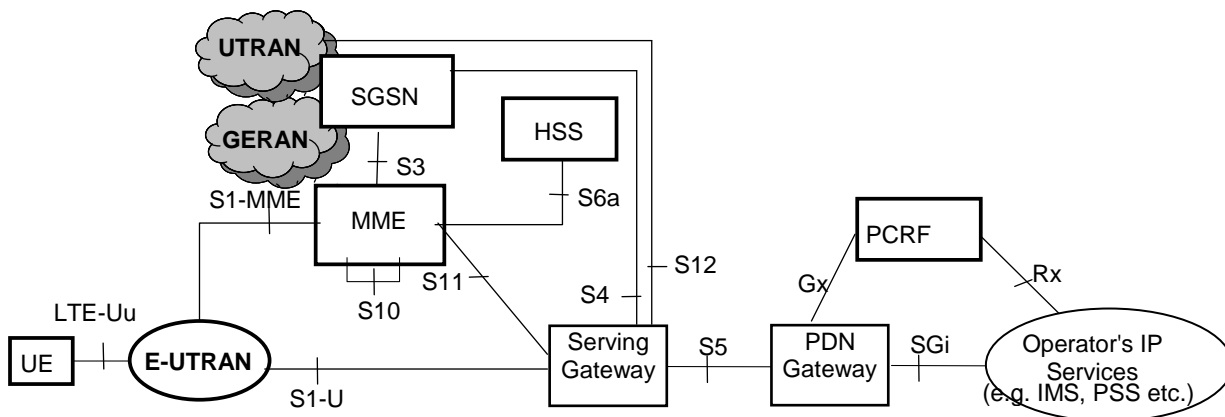 UTRAN
SGSN
HSS
GERAN
S3
S1-MME
S6a
MME
PCRF
S11
S12
Gx
Rx
S10
S4
LTE-Uu
UE
E-UTRAN
S1-U
Serving
Gateway
S5
PDN
Gateway
SGi
Operator's IP
Services
(e.g. IMS, PSS etc.)